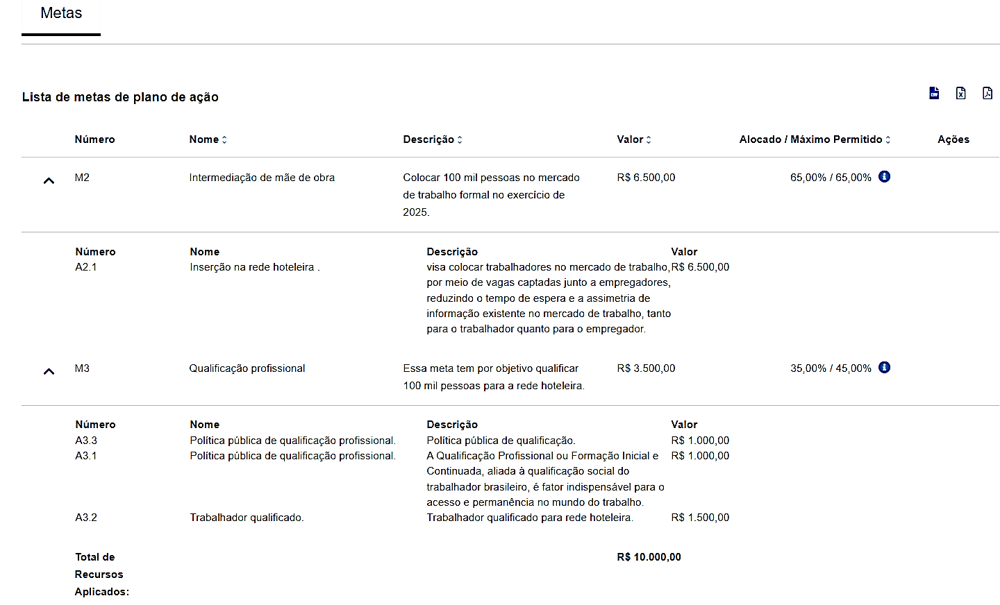 Metas
Lista de metas de plano de ação
CSV X
Número Nome Descrição Valor Alocado / Máximo Permitido Ações
M2 Intermediação de mãe de obra Colocar 100 mil pessoas no mercado R$ 6.500,00 65,00% / 65,00% i
de trabalho formal no exercício de
2025.
Número Nome Descrição Valor
A2.1 Inserção na rede hoteleira . visa colocar trabalhadores no mercado de trabalho, R$ 6.500,00
por meio de vagas captadas junto a empregadores,
reduzindo o tempo de espera e a assimetria de
informação existente no mercado de trabalho, tanto
para o trabalhador quanto para o empregador.
M3 Qualificação profissional Essa meta tem por objetivo qualificar R$ 3.500,00 35,00% / 45,00% i
100 mil pessoas para a rede hoteleira.
Número Nome Descrição Valor
A3.3 Política pública de qualificação profissional. Política pública de qualificação. R$ 1.000,00
A3.1 Política pública de qualificação profissional. A Qualificação Profissional ou Formação Inicial e R$ 1.000,00
Continuada, aliada à qualificação social do
trabalhador brasileiro, é fator indispensável para o
acesso e permanência no mundo do trabalho.
A3.2 Trabalhador qualificado. Trabalhador qualificado para rede hoteleira. R$ 1.500,00
Total de R$ 10.000,00
Recursos
Aplicados: